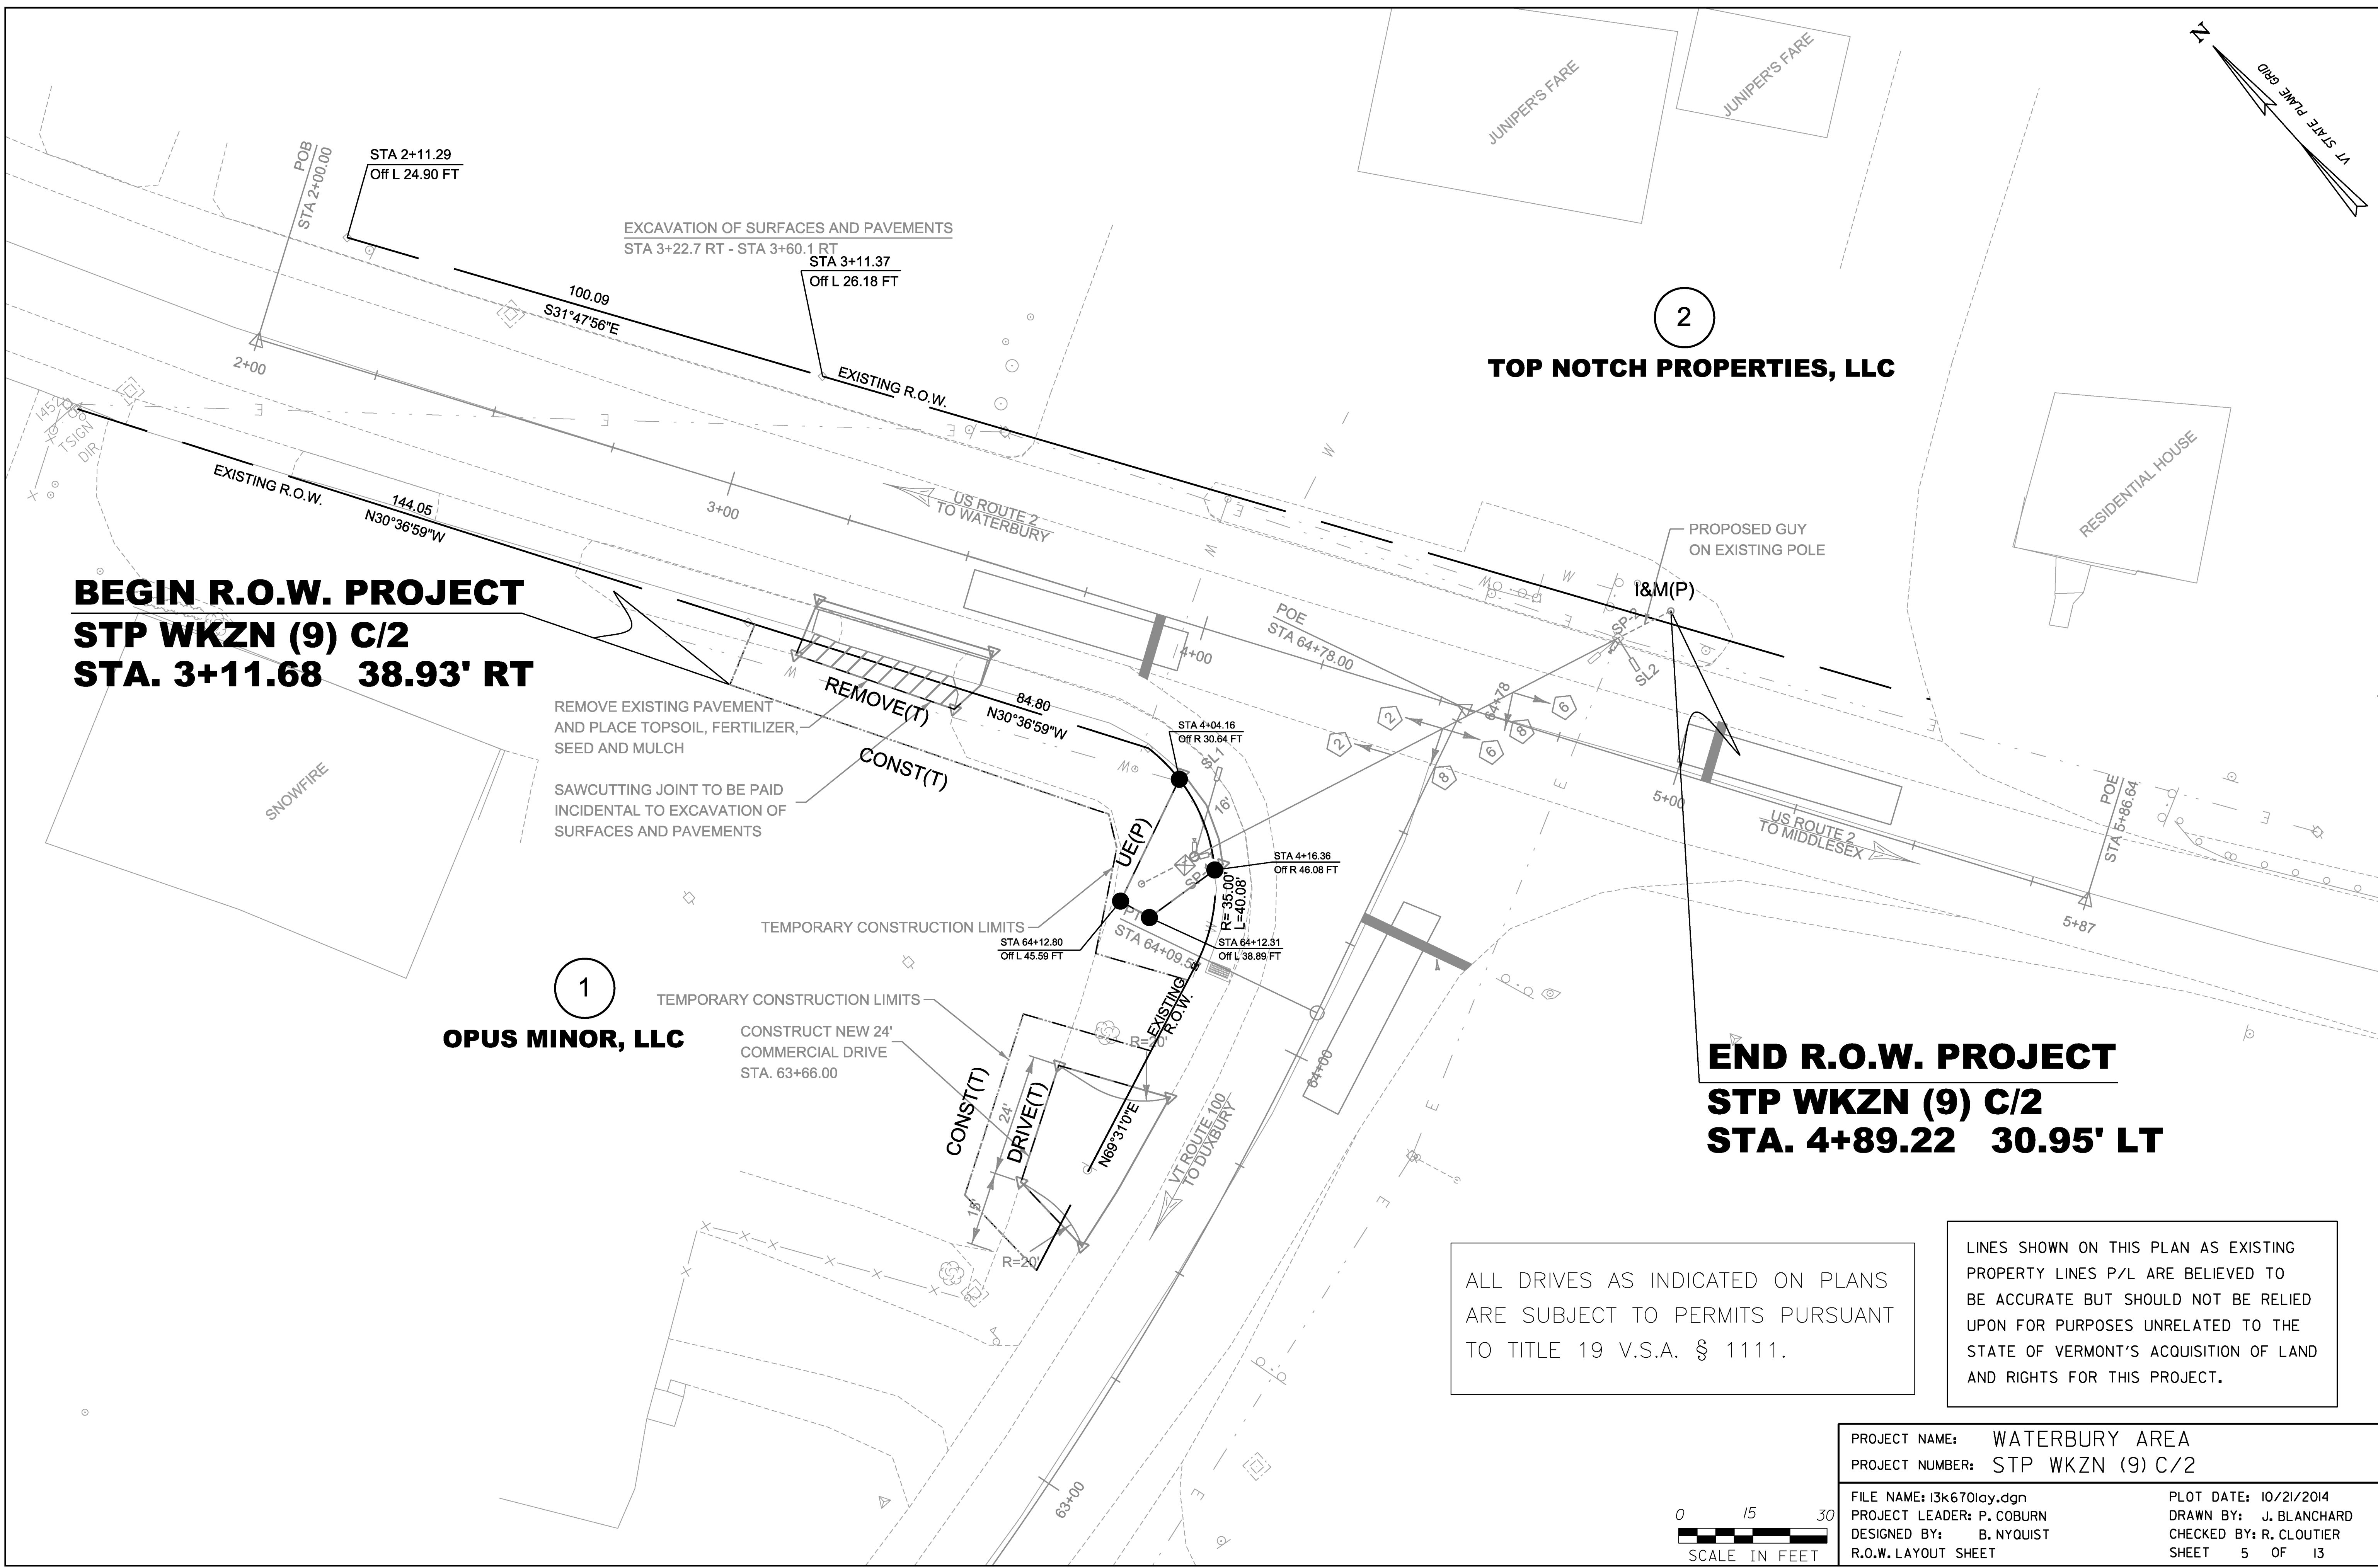 JUNIPER'S FARE
JUNIPER'S FARE
N
VT STATE PLANE GRID
POB
STA 2+00.00
STA 2+11.29
Off L 24.90 FT
EXCAVATION OF SURFACES AND PAVEMENTS
STA 3+22.7 RT - STA 3+60.1 RT
STA 3+11.37
Off L 26.18 FT
100.09
S31°47'56"E
2
TOP NOTCH PROPERTIES, LLC
2+00
EXISTING R.O.W.
TSIGN
DIR
EXISTING R.O.W.
144.05
N30°36'59"W
3+00
US ROUTE 2
TO WATERBURY
RESIDENTIAL HOUSE
PROPOSED GUY
ON EXISTING POLE
I&M(P)
SP-2
SL2
BEGIN R.O.W. PROJECT
STP WKZN (9) C/2
STA. 3+11.68 38.93' RT
POE
STA 64+78.00
4+00
REMOVE(T)
84.80
N30°36'59"W
REMOVE EXISTING PAVEMENT
AND PLACE TOPSOIL, FERTILIZER,
SEED AND MULCH
CONST(T)
STA 4+04.16
Off R 30.64 FT
SL1
16'
64+78
2
2
6
6
8
8
SNOWFIRE
SAWCUTTING JOINT TO BE PAID
INCIDENTAL TO EXCAVATION OF
SURFACES AND PAVEMENTS
5+00
US ROUTE 2
TO MIDDLESEX
POE
STA 5+86.64
5+87
UE(P)
STA 4+16.36
Off R 46.08 FT
R= 35.00'
L=40.08'
TEMPORARY CONSTRUCTION LIMITS
STA 64+12.80
Off L 45.59 FT
STA 64+12.31
Off L 38.89 FT
1
OPUS MINOR, LLC
TEMPORARY CONSTRUCTION LIMITS
CONSTRUCT NEW 24'
COMMERCIAL DRIVE
STA. 63+66.00
EXISTING
R.O.W.
R=20'
64+00
CONST(T)
24'
DRIVE(T)
N69°31'0"E
VT ROUTE 100
TO DUXBURY
15'
R=20'
END R.O.W. PROJECT
STP WKZN (9) C/2
STA. 4+89.22 30.95' LT
63+00
ALL DRIVES AS INDICATED ON PLANS
ARE SUBJECT TO PERMITS PURSUANT
TO TITLE 19 V.S.A. § 1111.
LINES SHOWN ON THIS PLAN AS EXISTING
PROPERTY LINES P/L ARE BELIEVED TO
BE ACCURATE BUT SHOULD NOT BE RELIED
UPON FOR PURPOSES UNRELATED TO THE
STATE OF VERMONT'S ACQUISITION OF LAND
AND RIGHTS FOR THIS PROJECT.
0 15 30
SCALE IN FEET
PROJECT NAME: WATERBURY AREA
PROJECT NUMBER: STP WKZN (9) C/2
FILE NAME: 13k670lay.dgn PLOT DATE: 10/21/2014
PROJECT LEADER: P. COBURN DRAWN BY: J. BLANCHARD
DESIGNED BY: B. NYQUIST CHECKED BY: R. CLOUTIER
R.O.W. LAYOUT SHEET SHEET 5 OF 13